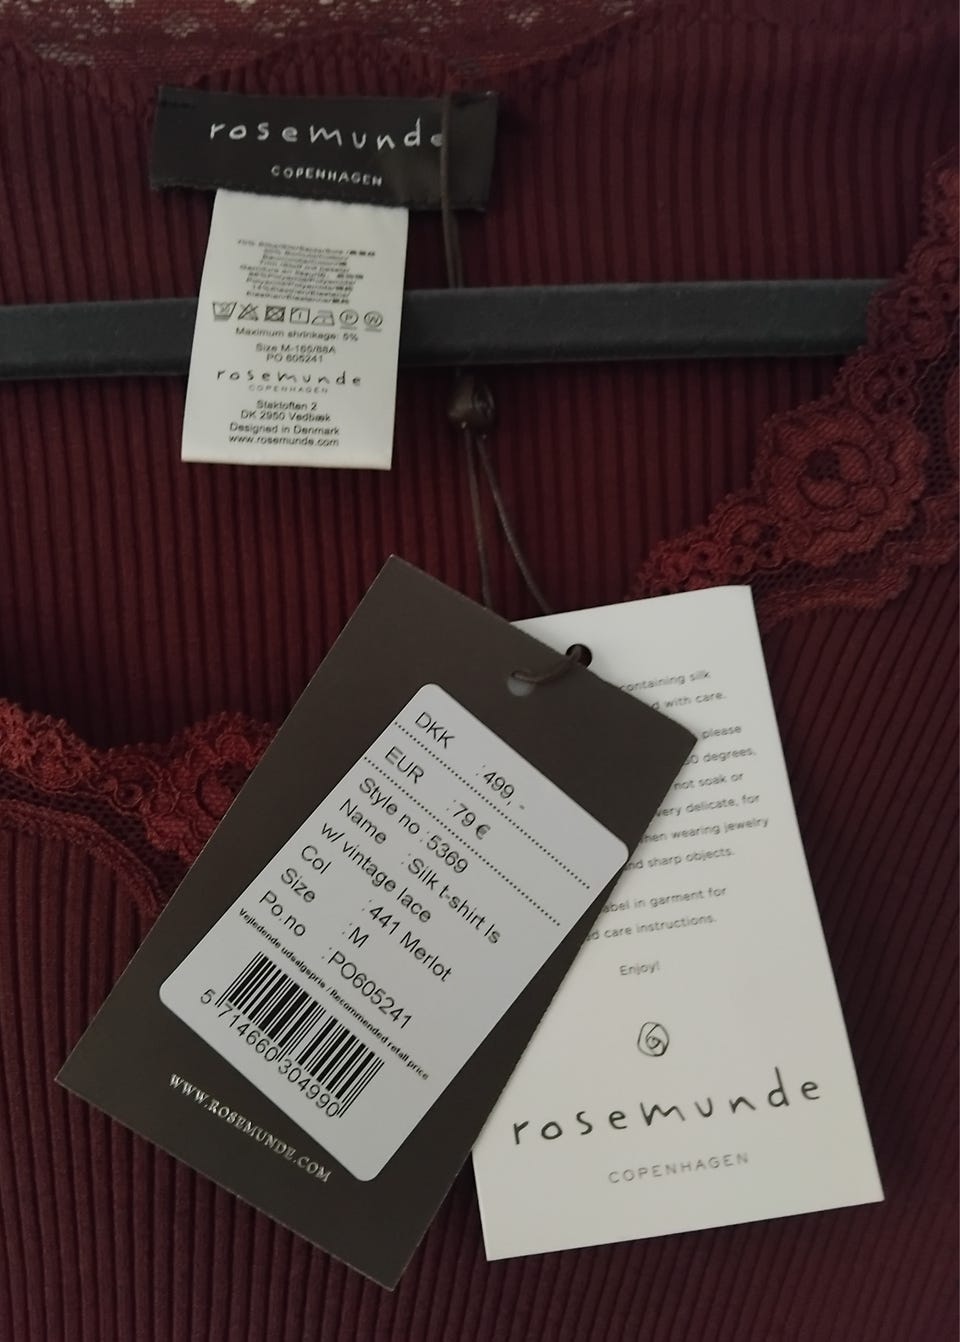 rosemunde
COPENHAGEN
Maximum shrinkage: 5%
Size M-165/88A
PO 605241
rosemunde
COPENHAGEN
Staktoften 2
DK 2950 Vedbæk
Designed in Denmark
www.rosemunde.com
DKK : 499,-
EUR : 79 €
Style no : 5369
Name : Silk t-shirt ls
w/ vintage lace
Col : 441 Merlot
Size : M
Po.no : PO605241
Vejledende udsalgspris / Recommended retail price
5 714660 304990
WWW.ROSEMUNDE.COM
containing silk
with care.
please
degrees.
not soak or
very delicate, for
when wearing jewelry
and sharp objects.
label in garment for
care instructions.
Enjoy!
rosemunde
COPENHAGEN